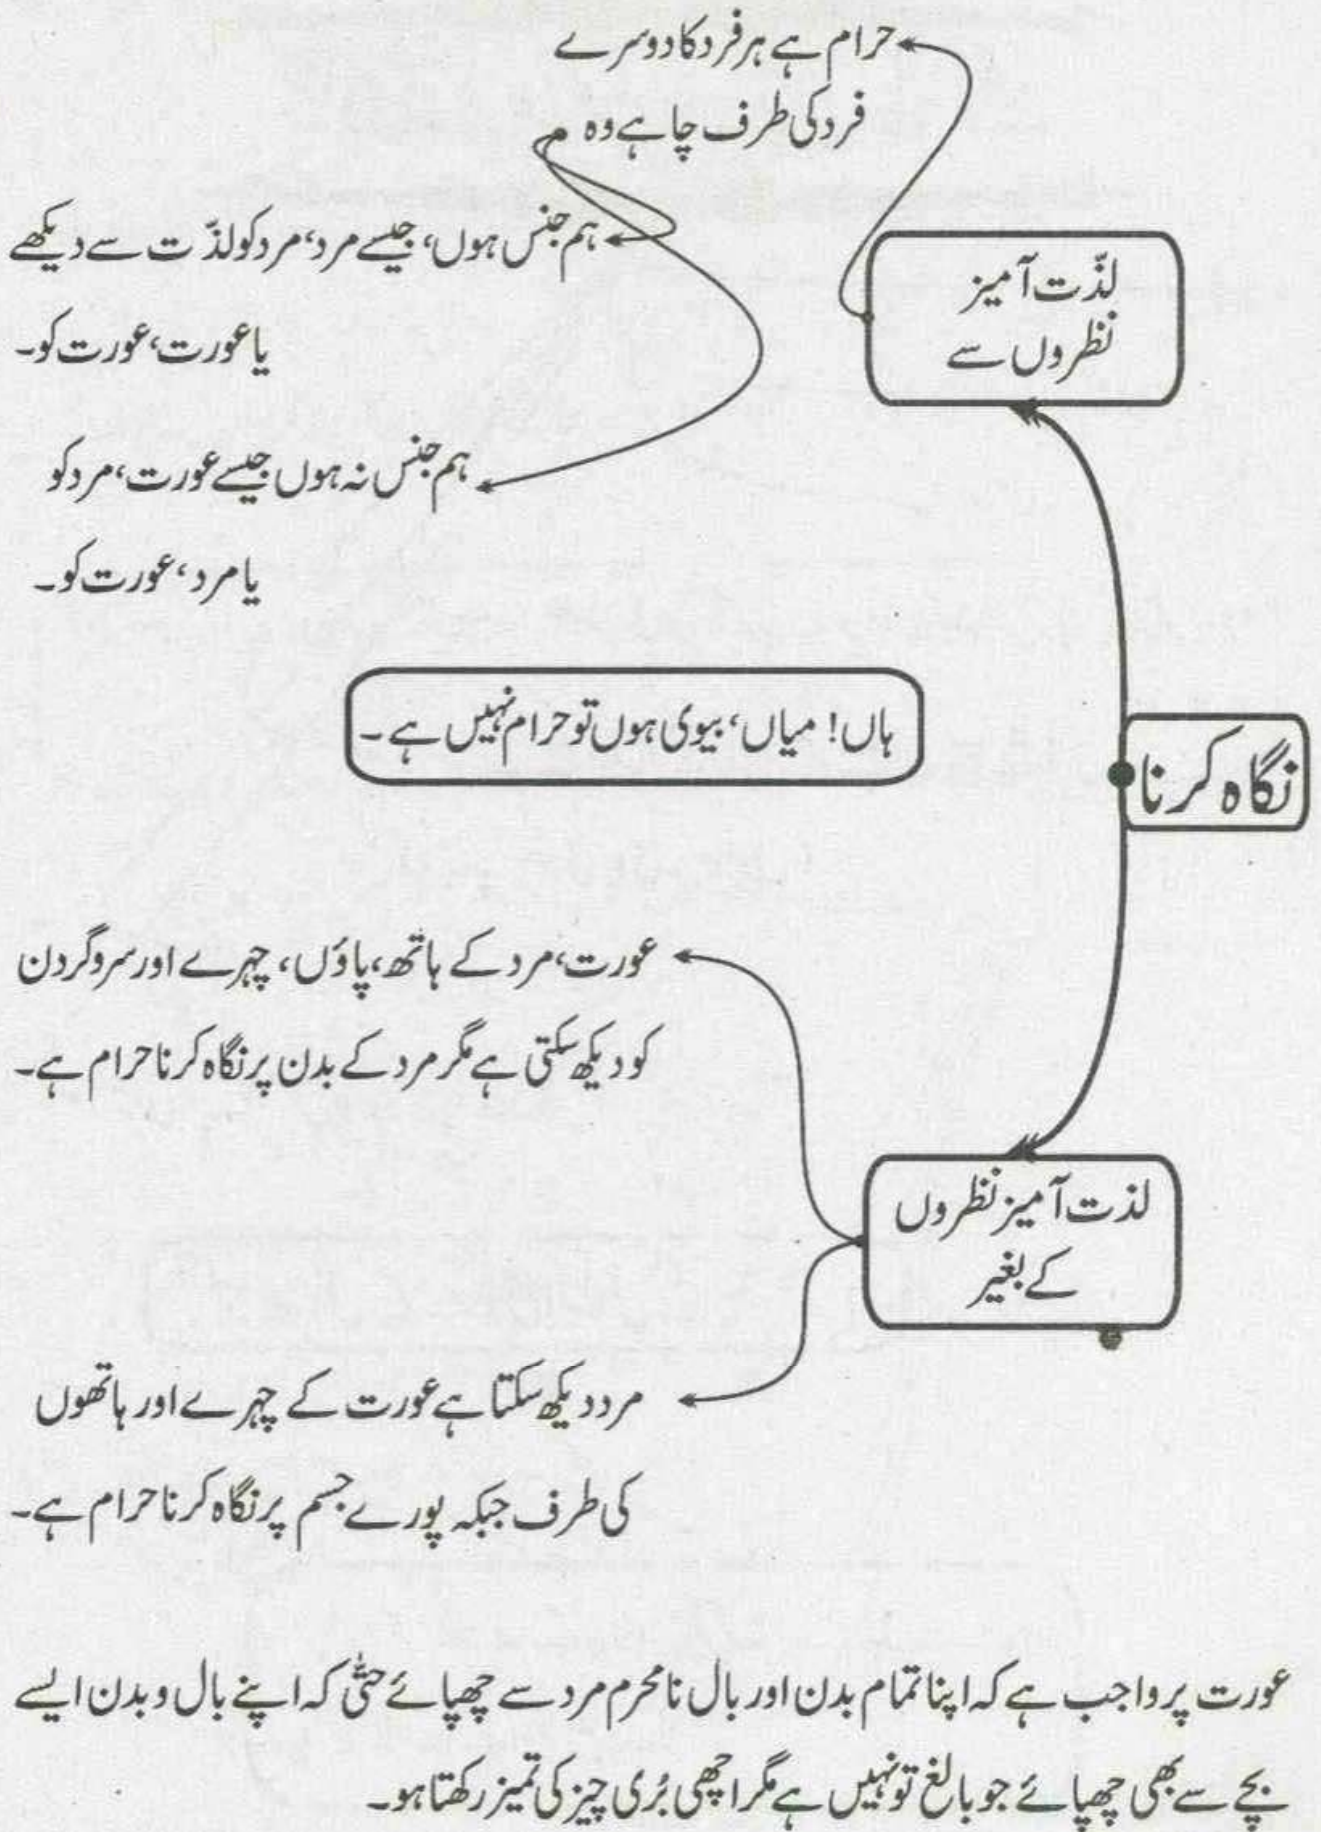 حرام ہے ہر فرد کا دوسرے
فرد کی طرف چاہے وہ
لذّت آمیز
نظروں سے
ہم جنس ہوں، جیسے مرد، مرد کو لذّت سے دیکھے
یا عورت، عورت کو۔
ہم جنس نہ ہوں جیسے عورت، مرد کو
یا مرد، عورت کو۔
نگاہ کرنا
ہاں! میاں، بیوی ہوں تو حرام نہیں ہے۔
عورت، مرد کے ہاتھ، پاؤں، چہرے اور سر و گردن
کو دیکھ سکتی ہے مگر مرد کے بدن پر نگاہ کرنا حرام ہے۔
لذت آمیز نظروں
کے بغیر
مرد دیکھ سکتا ہے عورت کے چہرے اور ہاتھوں
کی طرف جبکہ پورے جسم پر نگاہ کرنا حرام ہے۔
عورت پر واجب ہے کہ اپنا تمام بدن اور بال نامحرم مرد سے چھپائے حتّیٰ کہ اپنے بال و بدن ایسے
بچے سے بھی چھپائے جو بالغ تو نہیں ہے مگر اچھی بُری چیز کی تمیز رکھتا ہو۔